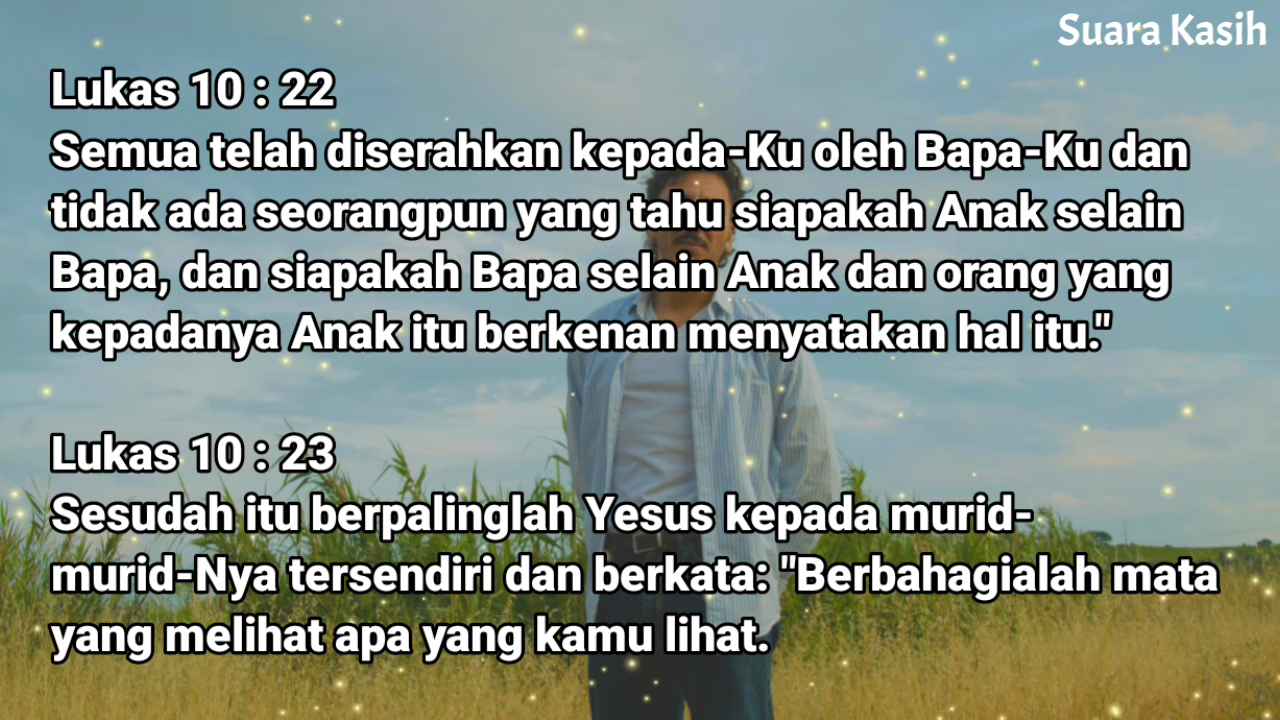 Suara Kasih
Lukas 10 : 22
Semua telah diserahkan kepada-Ku oleh Bapa-Ku dan
tidak ada seorangpun yang tahu siapakah Anak selain
Bapa, dan siapakah Bapa selain Anak dan orang yang
kepadanya Anak itu berkenan menyatakan hal itu."
Lukas 10 : 23
Sesudah itu berpalinglah Yesus kepada murid-
murid-Nya tersendiri dan berkata: "Berbahagialah mata
yang melihat apa yang kamu lihat.